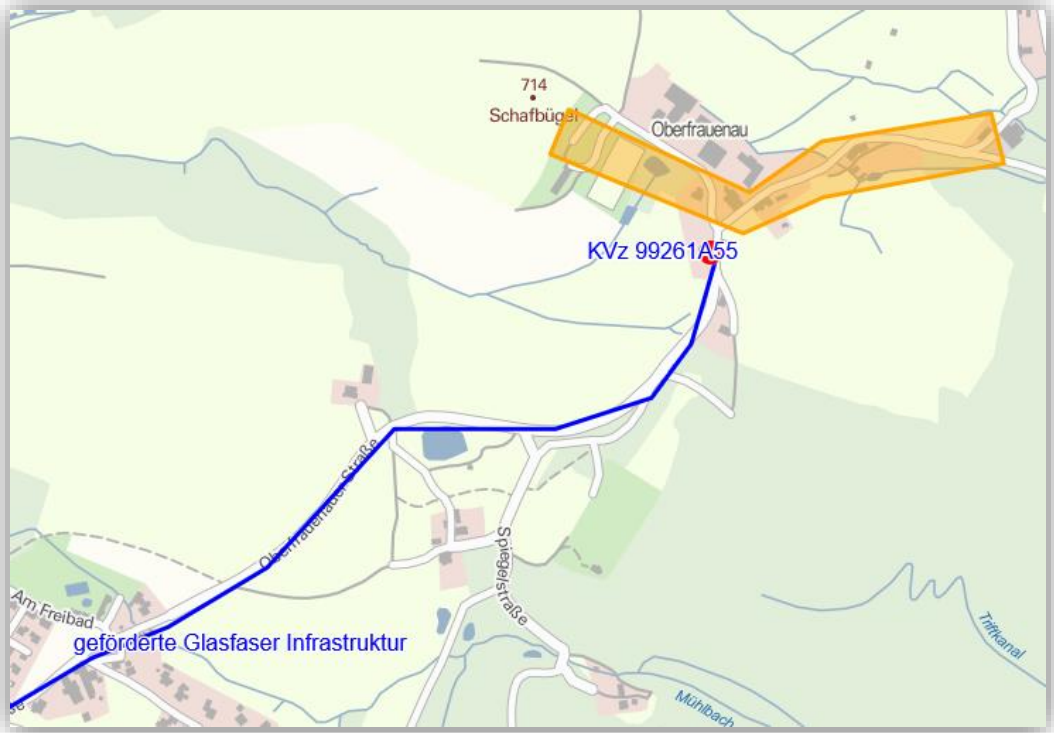 714
Schafbügel
Oberfrauenau
KVz 99261A55
Oberfrauenauer Straße
Spiegelstraße
Am Freibad
geförderte Glasfaser Infrastruktur
Triftkanal
Mühlbach